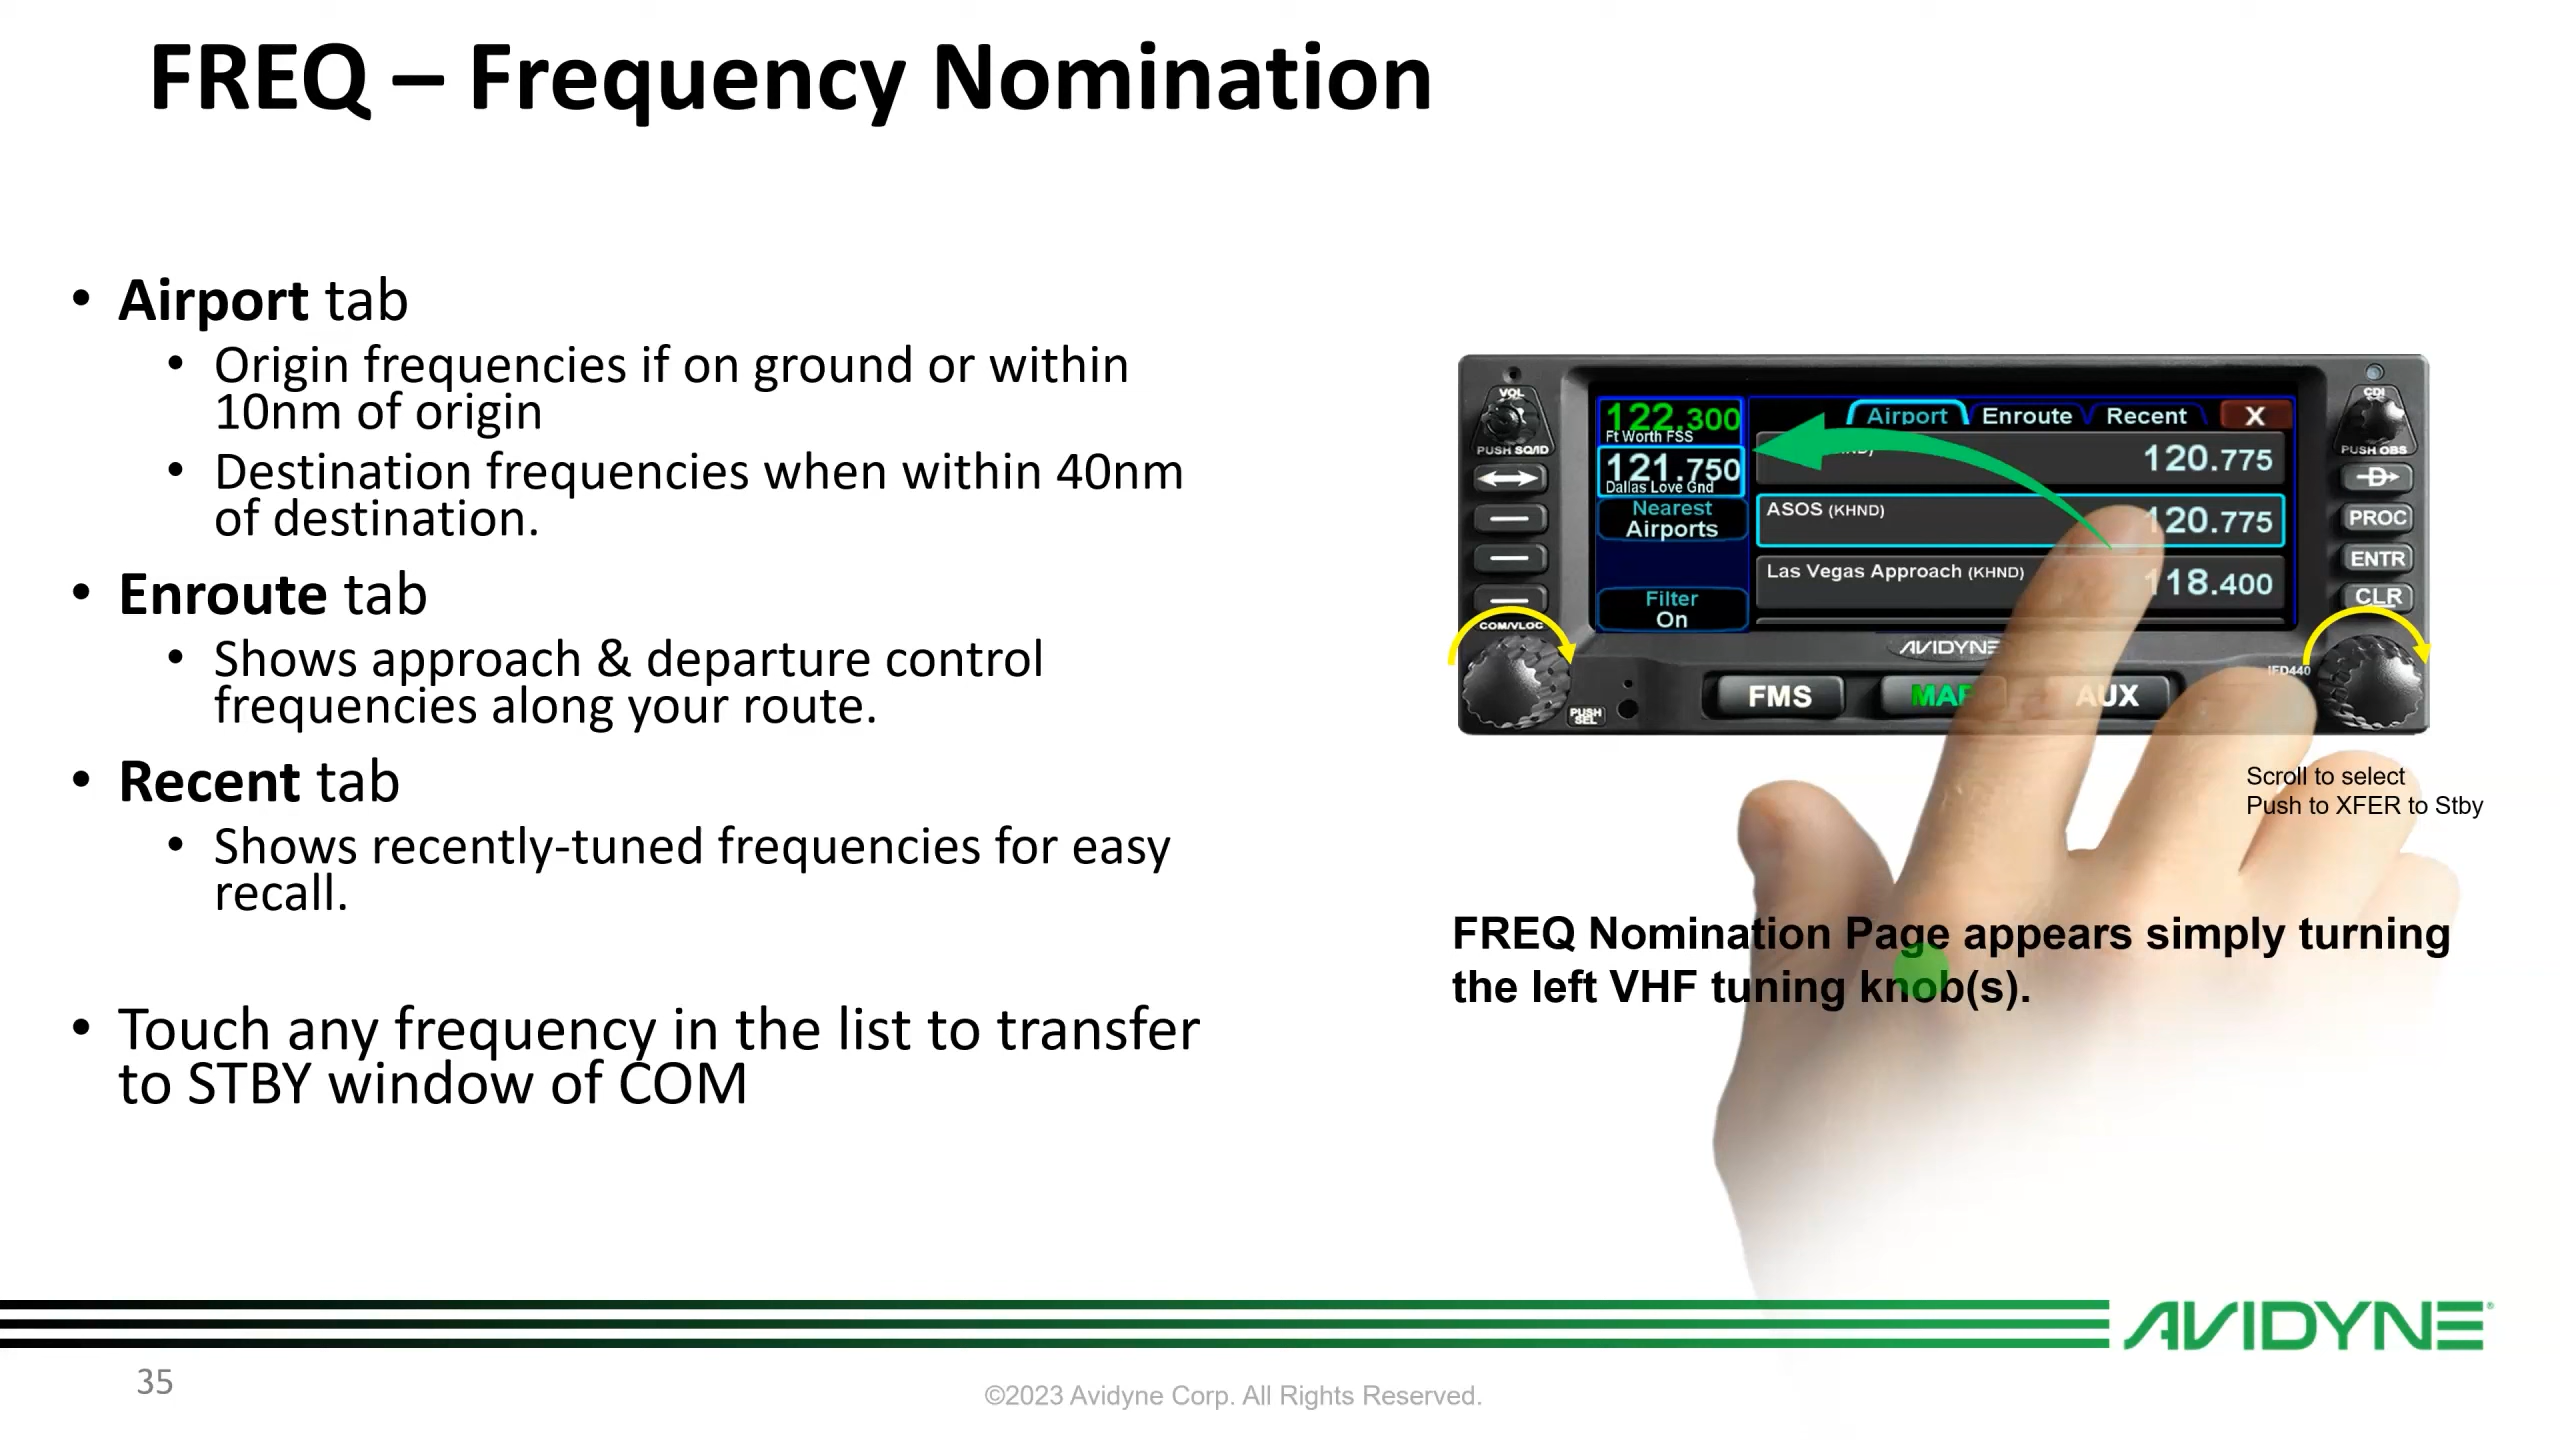 FREQ – Frequency Nomination
• Airport tab
• Origin frequencies if on ground or within
10nm of origin
• Destination frequencies when within 40nm
of destination.
• Enroute tab
• Shows approach & departure control
frequencies along your route.
• Recent tab
• Shows recently-tuned frequencies for easy
recall.
• Touch any frequency in the list to transfer
to STBY window of COM
VOL
PUSH SQ/ID
COM/VLOC
PUSH
SEL
122.300
Ft Worth FSS
121.750
Dallas Love Gnd
Nearest
Airports
Filter
On
Airport Enroute Recent X
120.775
ASOS (KHND) 120.775
Las Vegas Approach (KHND) 118.400
CDI
PUSH OBS
D
PROC
ENTR
CLR
AVIDYNE
IFD440
FMS MAP AUX
Scroll to select
Push to XFER to Stby
FREQ Nomination Page appears simply turning
the left VHF tuning knob(s).
AVIDYNE®
35
©2023 Avidyne Corp. All Rights Reserved.